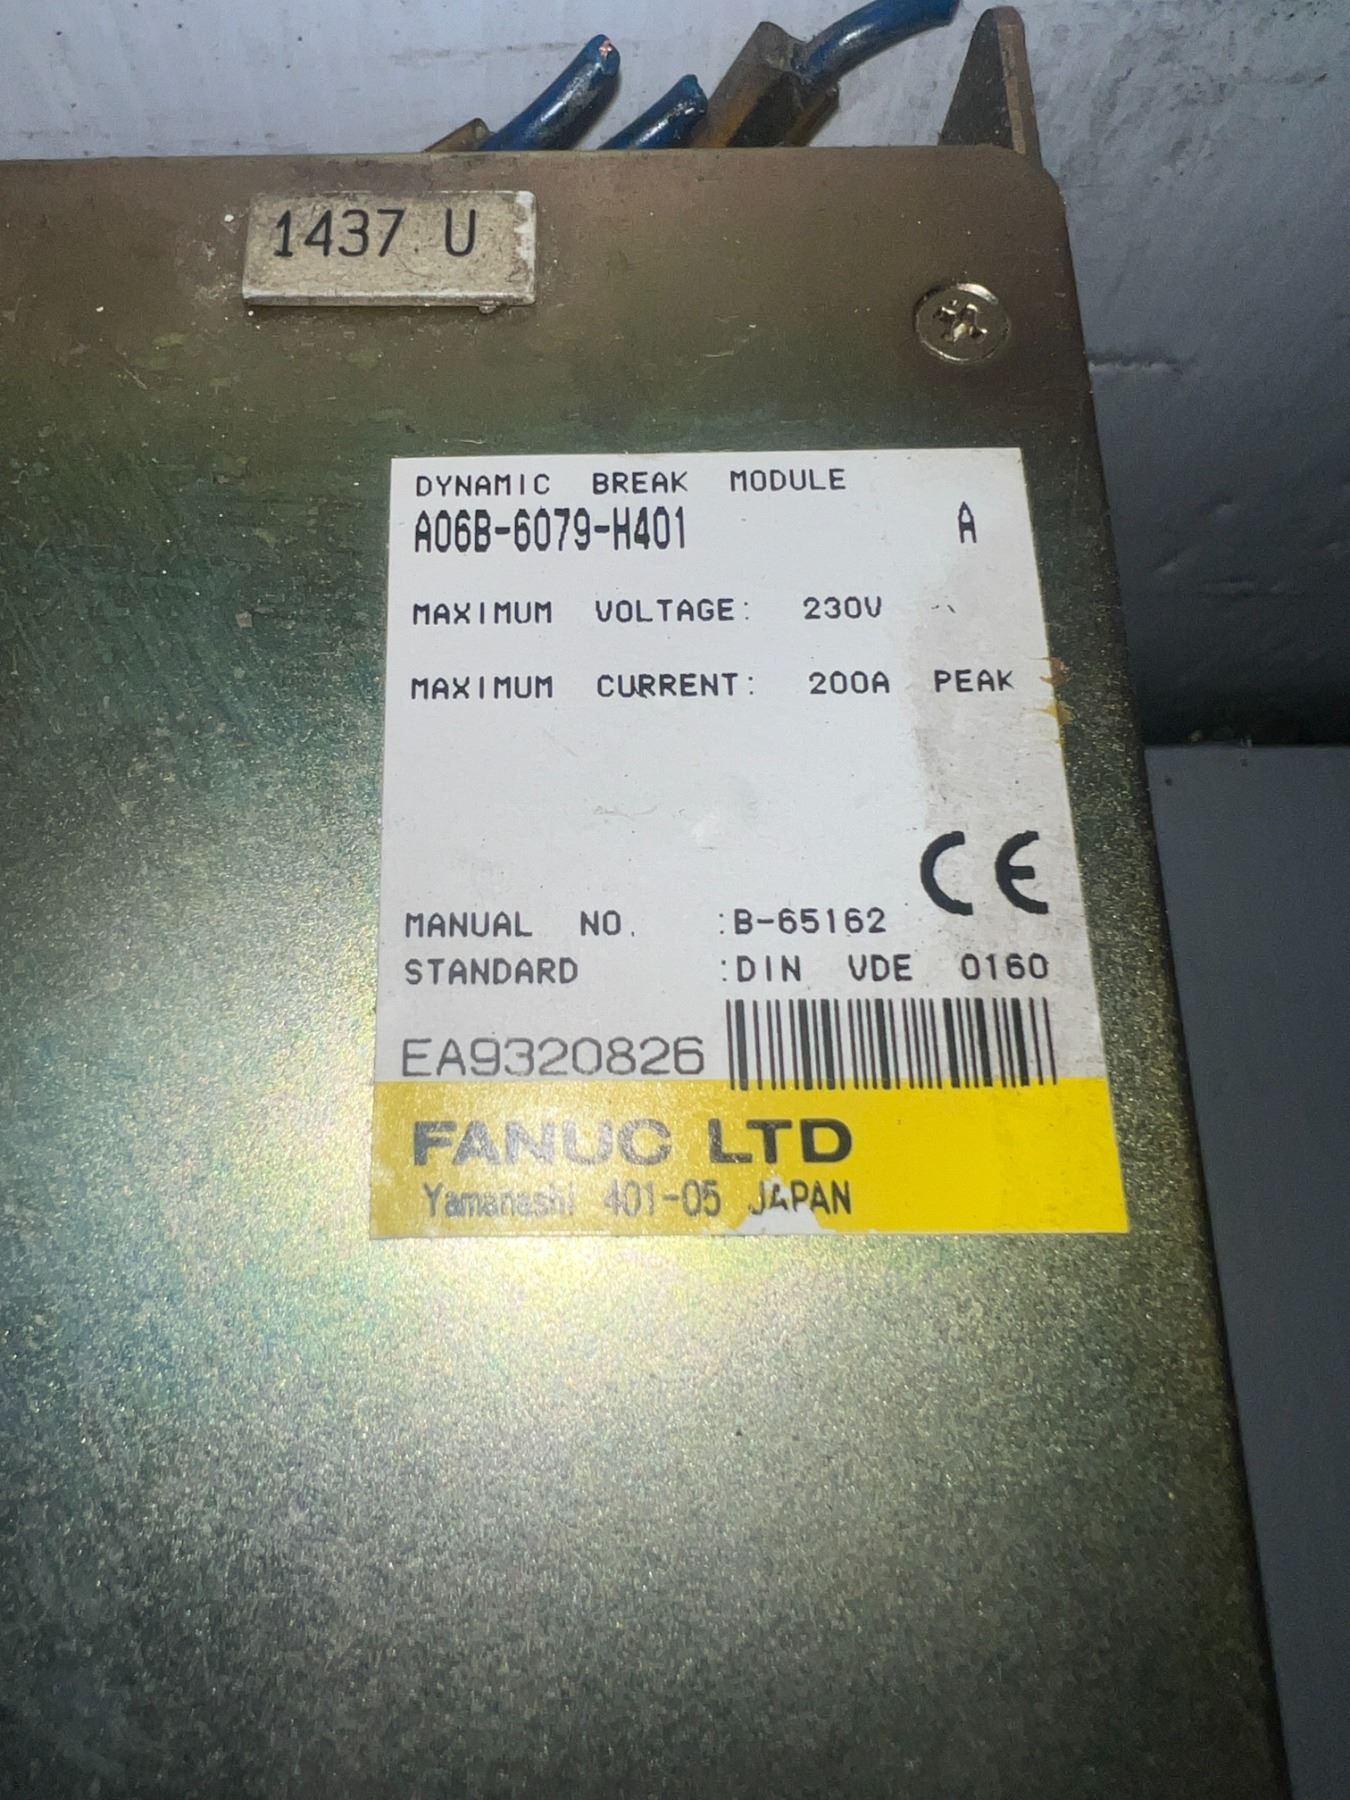 1437 U
DYNAMIC BREAK MODULE
A06B-6079-H401 A
MAXIMUM VOLTAGE: 230V
MAXIMUM CURRENT: 200A PEAK
CE
MANUAL NO. :B-65162
STANDARD :DIN VDE 0160
EA9320826
FANUC LTD
Yamanashi 401-05 JAPAN